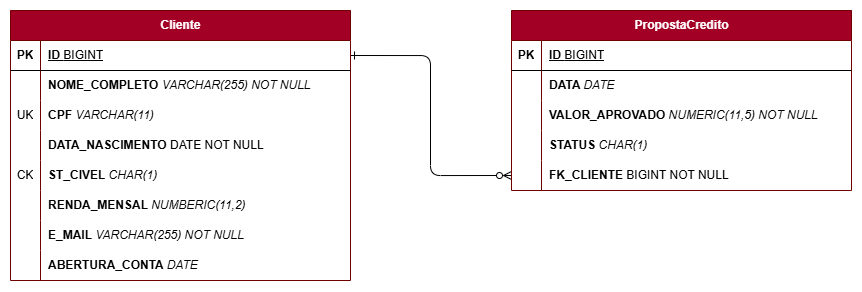 Cliente
PK ID BIGINT
NOME_COMPLETO VARCHAR(255) NOT NULL
UK CPF VARCHAR(11)
DATA_NASCIMENTO DATE NOT NULL
CK ST_CIVEL CHAR(1)
RENDA_MENSAL NUMBERIC(11,2)
E_MAIL VARCHAR(255) NOT NULL
ABERTURA_CONTA DATE
PropostaCredito
PK ID BIGINT
DATA DATE
VALOR_APROVADO NUMERIC(11,5) NOT NULL
STATUS CHAR(1)
FK_CLIENTE BIGINT NOT NULL